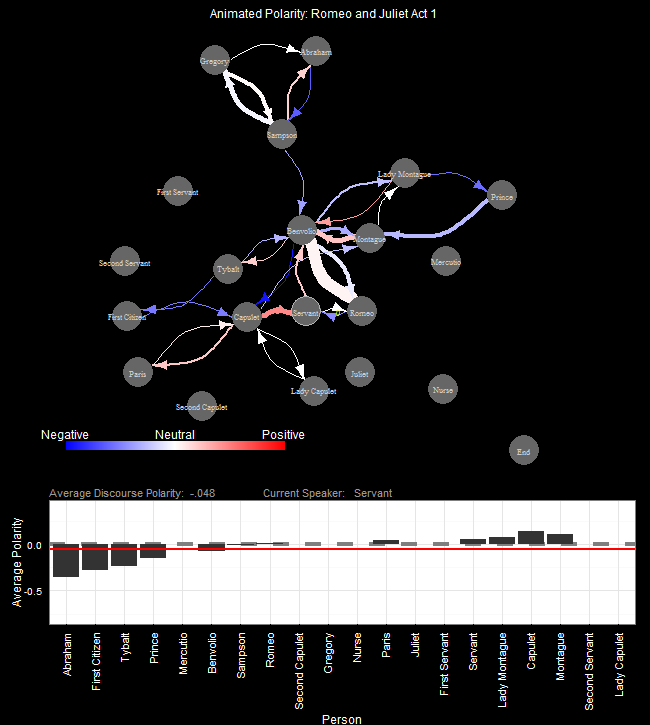 Animated Polarity: Romeo and Juliet Act 1
Gregory
Abraham
Sampson
First Servant
Lady Montague
Prince
Benvolio
Montague
Second Servant
Tybalt
Mercutio
First Citizen
Capulet
Servant
Romeo
Paris
Juliet
Lady Capulet
Nurse
Second Capulet
Negative Neutral Positive
End
Average Discourse Polarity: -.048 Current Speaker: Servant
Average Polarity
0.0
-0.5
Abraham
First Citizen
Tybalt
Prince
Mercutio
Benvolio
Sampson
Romeo
Second Capulet
Gregory
Nurse
Paris
Juliet
First Servant
Servant
Lady Montague
Capulet
Montague
Second Servant
Lady Capulet
Person